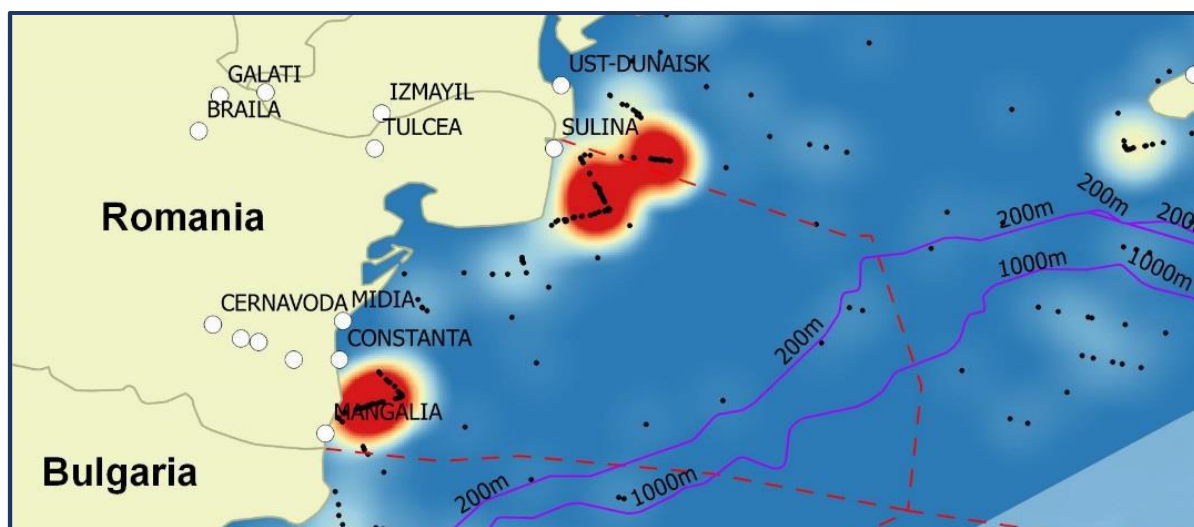 GALATI
BRAILA
IZMAYIL
TULCEA
UST-DUNAISK
SULINA
Romania
200m
200m
200m
1000m
1000m
CERNAVODA
MIDIA
CONSTANTA
200m
MANGALIA
Bulgaria
200m
1000m